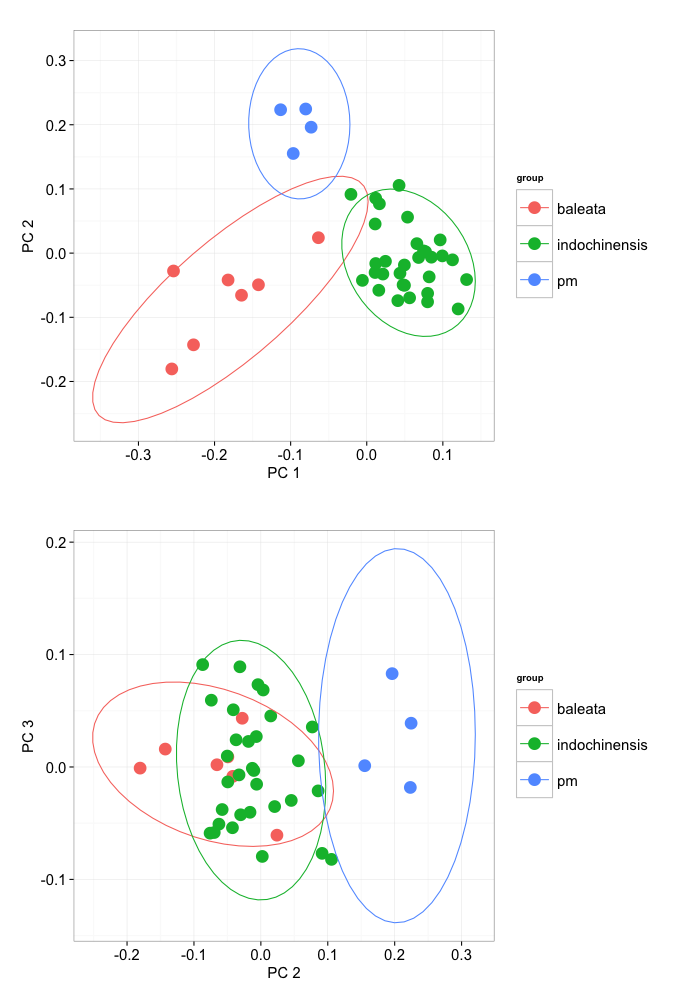 0.3
0.2
0.1
0.0
-0.1
-0.2
PC 2
-0.3 -0.2 -0.1 0.0 0.1
PC 1
group
baleata
indochinensis
pm
0.2
0.1
0.0
-0.1
PC 3
-0.2 -0.1 0.0 0.1 0.2 0.3
PC 2
group
baleata
indochinensis
pm